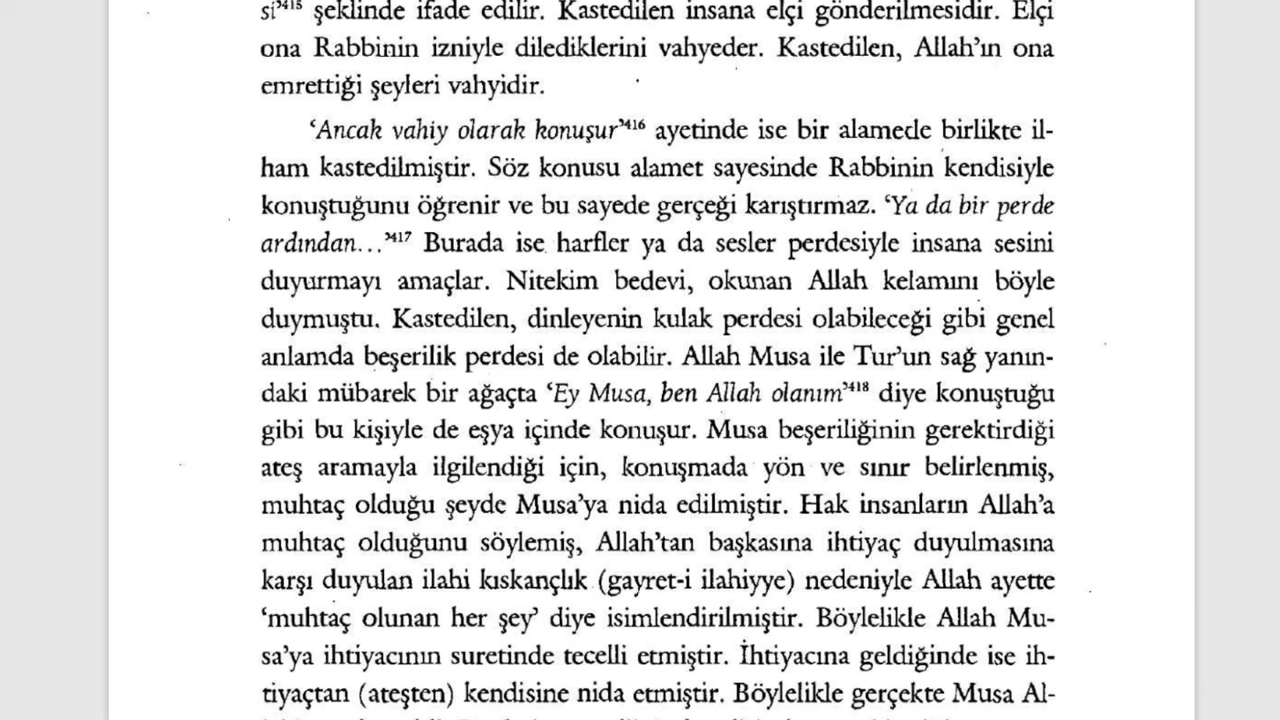 si’⁴¹⁵ şeklinde ifade edilir. Kastedilen insana elçi gönderilmesidir. Elçi
ona Rabbinin izniyle dilediklerini vahyeder. Kastedilen, Allah’ın ona
emrettiği şeyleri vahyidir.
‘Ancak vahiy olarak konuşur’⁴¹⁶ ayetinde ise bir alamede birlikte il-
ham kastedilmiştir. Söz konusu alamet sayesinde Rabbinin kendisiyle
konuştuğunu öğrenir ve bu sayede gerçeği karıştırmaz. ‘Ya da bir perde
ardından...’⁴¹⁷ Burada ise harfler ya da sesler perdesiyle insana sesini
duyurmayı amaçlar. Nitekim bedevi, okunan Allah kelamını böyle
duymuştu. Kastedilen, dinleyenin kulak perdesi olabileceği gibi genel
anlamda beşerilik perdesi de olabilir. Allah Musa ile Tur’un sağ yanın-
daki mübarek bir ağaçta ‘Ey Musa, ben Allah olanım’⁴¹⁸ diye konuştuğu
gibi bu kişiyle de eşya içinde konuşur. Musa beşeriliğinin gerektirdiği
ateş aramayla ilgilendiği için, konuşmada yön ve sınır belirlenmiş,
muhtaç olduğu şeyde Musa’ya nida edilmiştir. Hak insanların Allah’a
muhtaç olduğunu söylemiş, Allah’tan başkasına ihtiyaç duyulmasına
karşı duyulan ilahi kıskançlık (gayret-i ilahiyye) nedeniyle Allah ayette
‘muhtaç olunan her şey’ diye isimlendirilmiştir. Böylelikle Allah Mu-
sa’ya ihtiyacının suretinde tecelli etmiştir. İhtiyacına geldiğinde ise ih-
tiyaçtan (ateşten) kendisine nida etmiştir. Böylelikle gerçekte Musa Al-